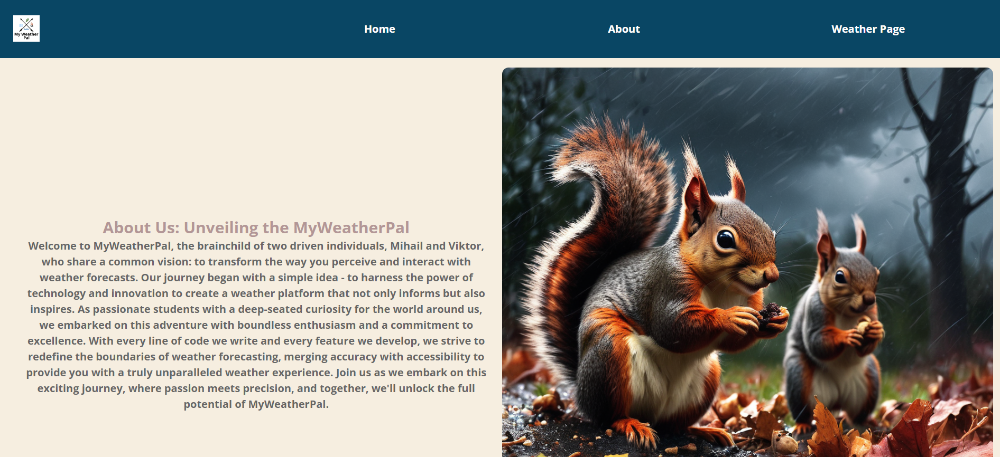 My Weather
Pal
Home
About
Weather Page
About Us: Unveiling the MyWeatherPal
Welcome to MyWeatherPal, the brainchild of two driven individuals, Mihail and Viktor,
who share a common vision: to transform the way you perceive and interact with
weather forecasts. Our journey began with a simple idea - to harness the power of
technology and innovation to create a weather platform that not only informs but also
inspires. As passionate students with a deep-seated curiosity for the world around us,
we embarked on this adventure with boundless enthusiasm and a commitment to
excellence. With every line of code we write and every feature we develop, we strive to
redefine the boundaries of weather forecasting, merging accuracy with accessibility to
provide you with a truly unparalleled weather experience. Join us as we embark on this
exciting journey, where passion meets precision, and together, we'll unlock the full
potential of MyWeatherPal.